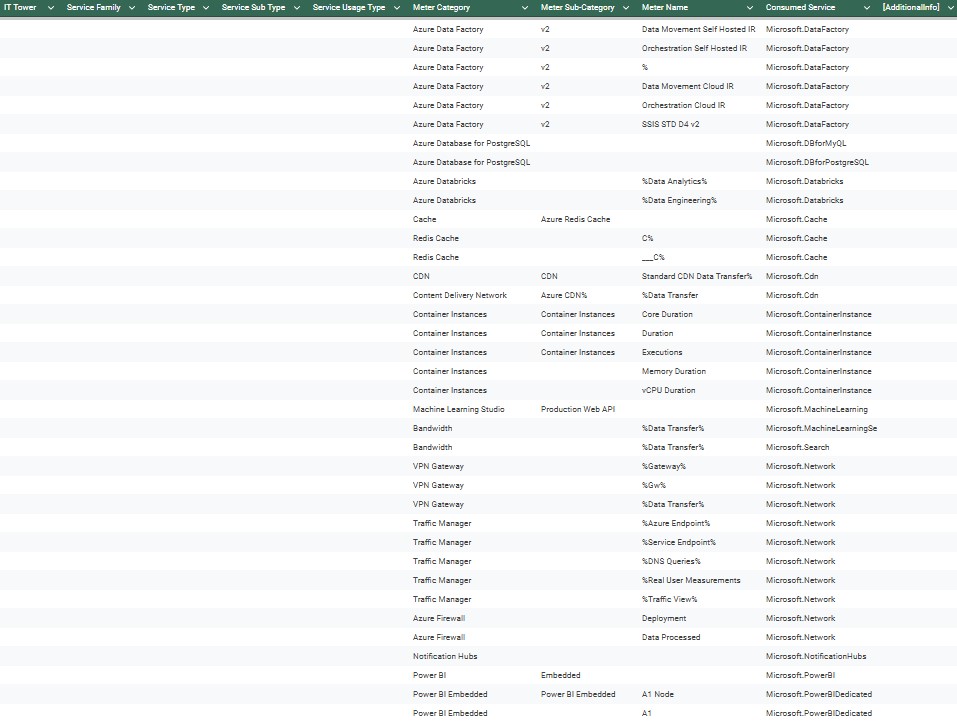 IT Tower Service Family Service Type Service Sub Type Service Usage Type Meter Category Meter Sub-Category Meter Name Consumed Service [AdditionalInfo]
Azure Data Factory v2 Data Movement Self Hosted IR Microsoft.DataFactory
Azure Data Factory v2 Orchestration Self Hosted IR Microsoft.DataFactory
Azure Data Factory v2 % Microsoft.DataFactory
Azure Data Factory v2 Data Movement Cloud IR Microsoft.DataFactory
Azure Data Factory v2 Orchestration Cloud IR Microsoft.DataFactory
Azure Data Factory v2 SSIS STD D4 v2 Microsoft.DataFactory
Azure Database for PostgreSQL Microsoft.DBforMyQL
Azure Database for PostgreSQL Microsoft.DBforPostgreSQL
Azure Databricks %Data Analytics% Microsoft.Databricks
Azure Databricks %Data Engineering% Microsoft.Databricks
Cache Azure Redis Cache Microsoft.Cache
Redis Cache C% Microsoft.Cache
Redis Cache ___C% Microsoft.Cache
CDN CDN Standard CDN Data Transfer% Microsoft.Cdn
Content Delivery Network Azure CDN% %Data Transfer Microsoft.Cdn
Container Instances Container Instances Core Duration Microsoft.ContainerInstance
Container Instances Container Instances Duration Microsoft.ContainerInstance
Container Instances Container Instances Executions Microsoft.ContainerInstance
Container Instances Memory Duration Microsoft.ContainerInstance
Container Instances vCPU Duration Microsoft.ContainerInstance
Machine Learning Studio Production Web API Microsoft.MachineLearning
Bandwidth %Data Transfer% Microsoft.MachineLearningSe
Bandwidth %Data Transfer% Microsoft.Search
VPN Gateway %Gateway% Microsoft.Network
VPN Gateway %Gw% Microsoft.Network
VPN Gateway %Data Transfer% Microsoft.Network
Traffic Manager %Azure Endpoint% Microsoft.Network
Traffic Manager %Service Endpoint% Microsoft.Network
Traffic Manager %DNS Queries% Microsoft.Network
Traffic Manager %Real User Measurements Microsoft.Network
Traffic Manager %Traffic View% Microsoft.Network
Azure Firewall Deployment Microsoft.Network
Azure Firewall Data Processed Microsoft.Network
Notification Hubs Microsoft.NotificationHubs
Power BI Embedded Microsoft.PowerBI
Power BI Embedded Power BI Embedded A1 Node Microsoft.PowerBIDedicated
Power BI Embedded A1 Microsoft.PowerBIDedicated